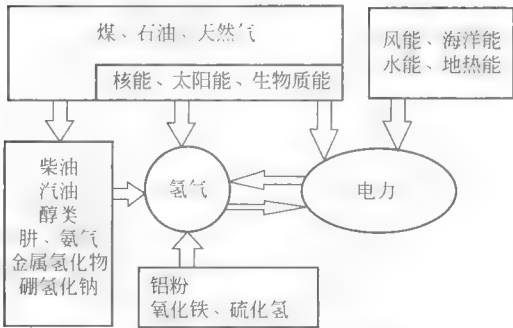 煤、石油、天然气
核能、太阳能、生物质能
风能、海洋能
水能、地热能
柴油
汽油
醇类
肼、氨气
金属氢化物
硼氢化钠
氢气
电力
铝粉
氧化铁、硫化氢